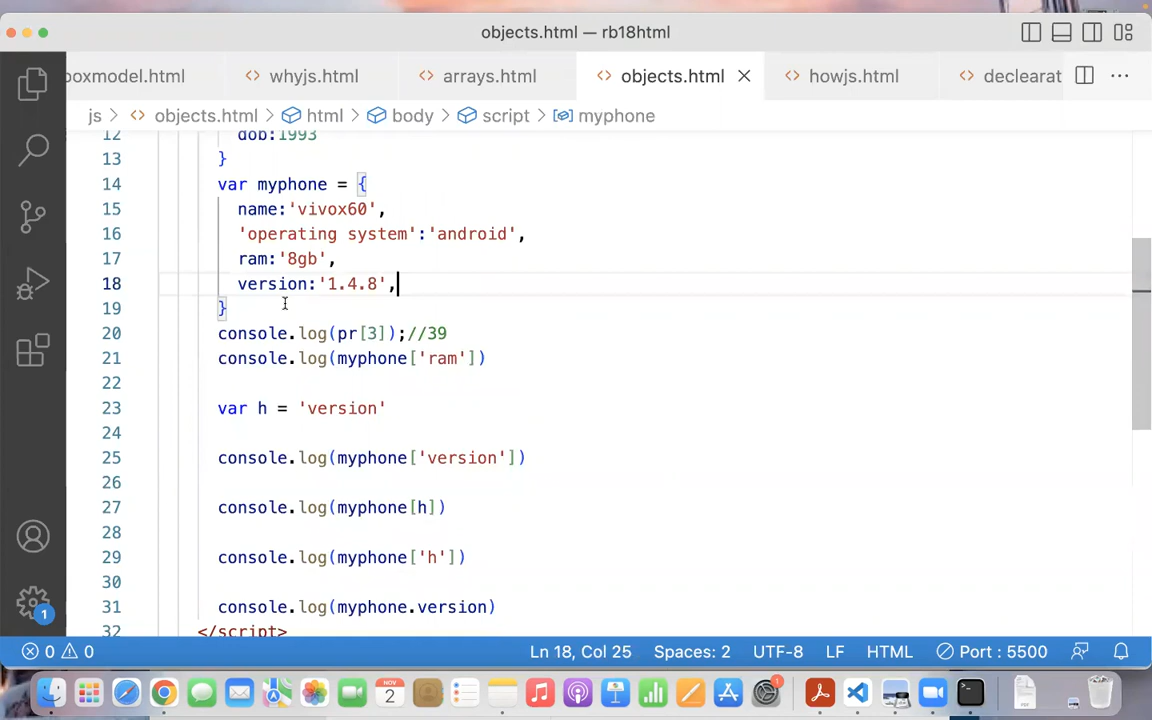 objects.html — rb18html
boxmodel.html whyjs.html arrays.html objects.html howjs.html declearat
js objects.html html body script myphone
12 dob:1993
13 }
14 var myphone = {
15 name:'vivox60',
16 'operating system':'android',
17 ram:'8gb',
18 version:'1.4.8',
19 }
20 console.log(pr[3]);//39
21 console.log(myphone['ram'])
22
23 var h = 'version'
24
25 console.log(myphone['version'])
26
27 console.log(myphone[h])
28
29 console.log(myphone['h'])
30
31 console.log(myphone.version)
32 </script>
1
0 0 Ln 18, Col 25 Spaces: 2 UTF-8 LF HTML Port : 5500
NOV
2
1